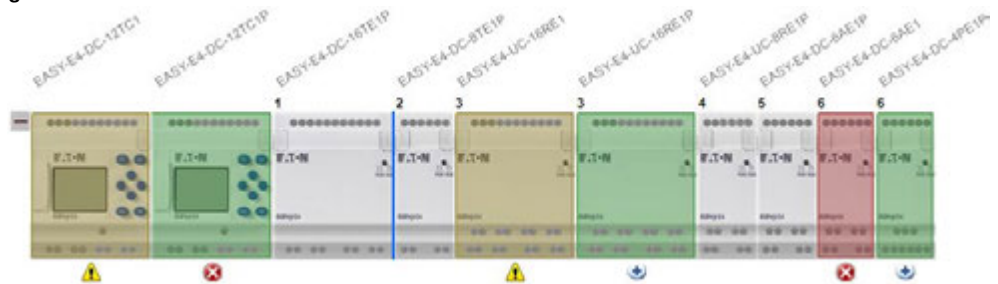 EASY-E4-DC-12TC1
EASY-E4-DC-12TC1P
EASY-E4-DC-16TE1P
EASY-E4-DC-8TE1P
EASY-E4-UC-16RE1
EASY-E4-UC-16RE1P
EASY-E4-UC-8RE1P
EASY-E4-DC-6AE1P
EASY-E4-DC-6AE1
EASY-E4-DC-4PE1P
1
2
3
3
4
5
6
6
E.T.N
E.T.N
E.T.N
E.T.N
E.T.N
E.T.N
E.T.N
E.T.N
E.T.N
E.T.N